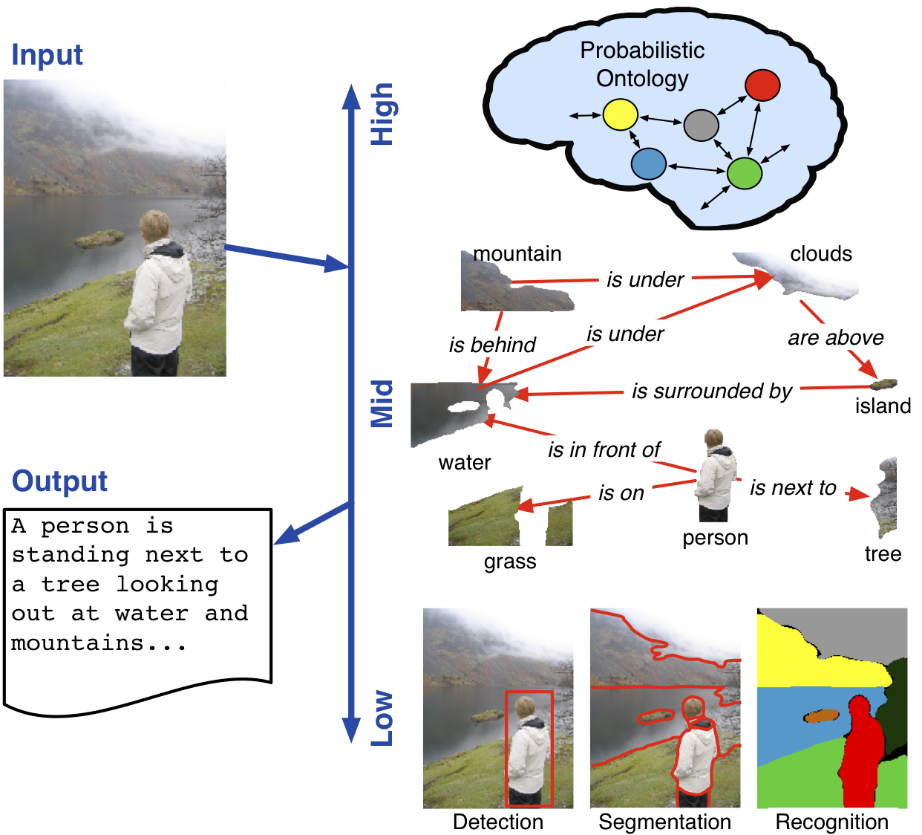 Input
High
Mid
Low
Probabilistic
Ontology
mountain
clouds
is under
is behind
is under
are above
is surrounded by
island
water
is in front of
is on
is next to
grass
person
tree
Output
A person is
standing next to
a tree looking
out at water and
mountains...
Detection
Segmentation
Recognition